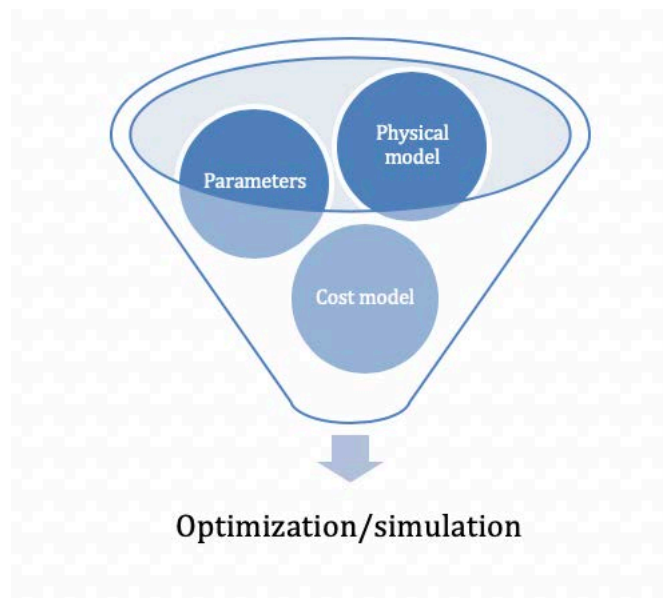 Physical
model
Parameters
Cost model
Optimization/simulation